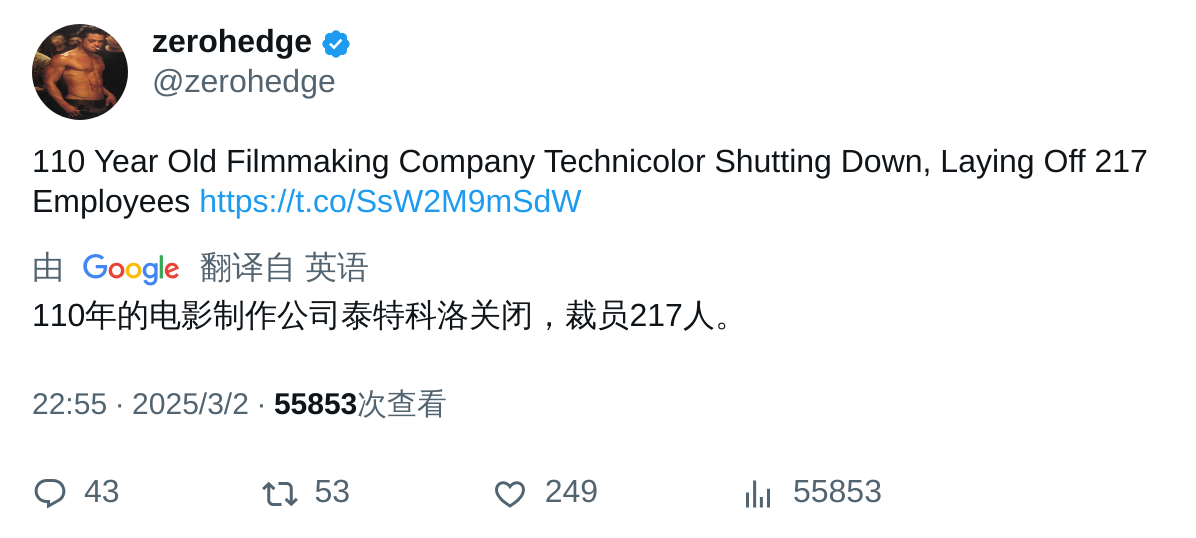 zerohedge
@zerohedge
110 Year Old Filmmaking Company Technicolor Shutting Down, Laying Off 217
Employees https://t.co/SsW2M9mSdW
由 Google 翻译自 英语
110年的电影制作公司泰特科洛关闭，裁员217人。
22:55 · 2025/3/2 · 55853次查看
43 53 249 55853